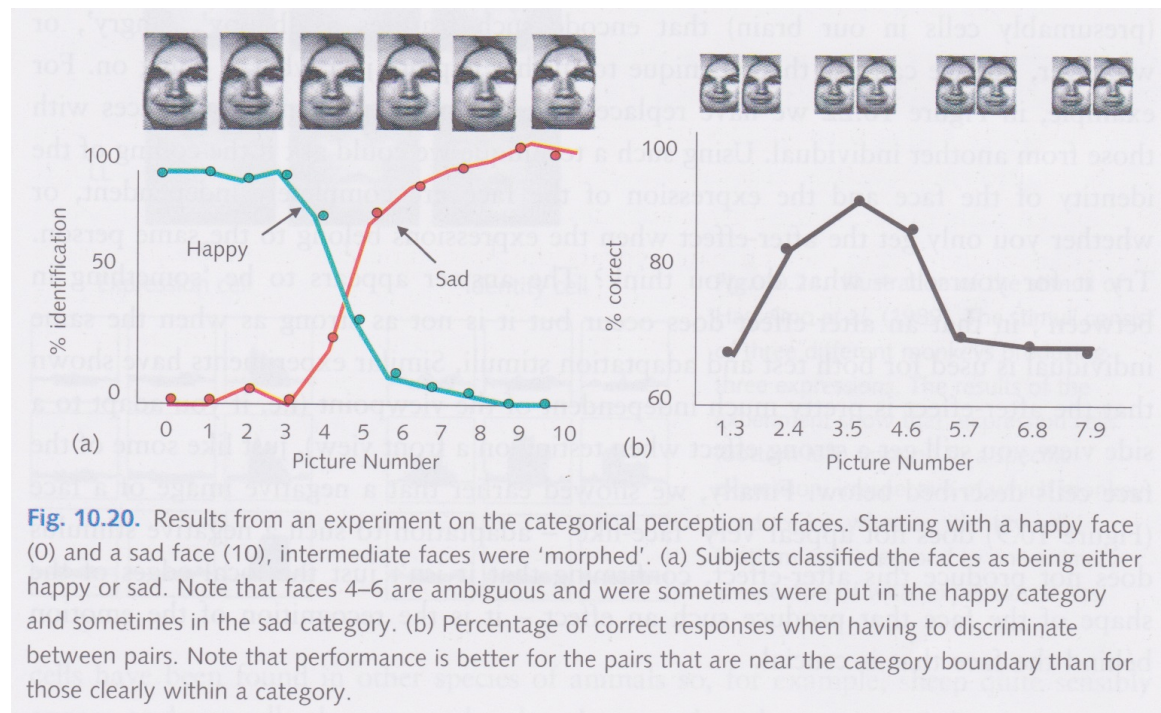 100
50
0
% identification
Happy
Sad
0 1 2 3 4 5 6 7 8 9 10
(a)
Picture Number
100
80
60
% correct
1.3 2.4 3.5 4.6 5.7 6.8 7.9
(b)
Picture Number
Fig. 10.20. Results from an experiment on the categorical perception of faces. Starting with a happy face
(0) and a sad face (10), intermediate faces were ‘morphed’. (a) Subjects classified the faces as being either
happy or sad. Note that faces 4–6 are ambiguous and were sometimes were put in the happy category
and sometimes in the sad category. (b) Percentage of correct responses when having to discriminate
between pairs. Note that performance is better for the pairs that are near the category boundary than for
those clearly within a category.